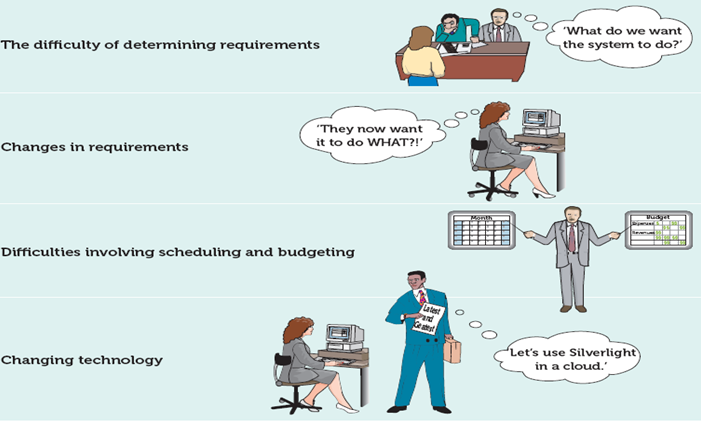 The difficulty of determining requirements
'What do we want
the system to do?'
Changes in requirements
'They now want
it to do WHAT?!'
Difficulties involving scheduling and budgeting
Month
Budget
Expenses
Revenues
Changing technology
Latest
and
Greatest
'Let's use Silverlight
in a cloud.'